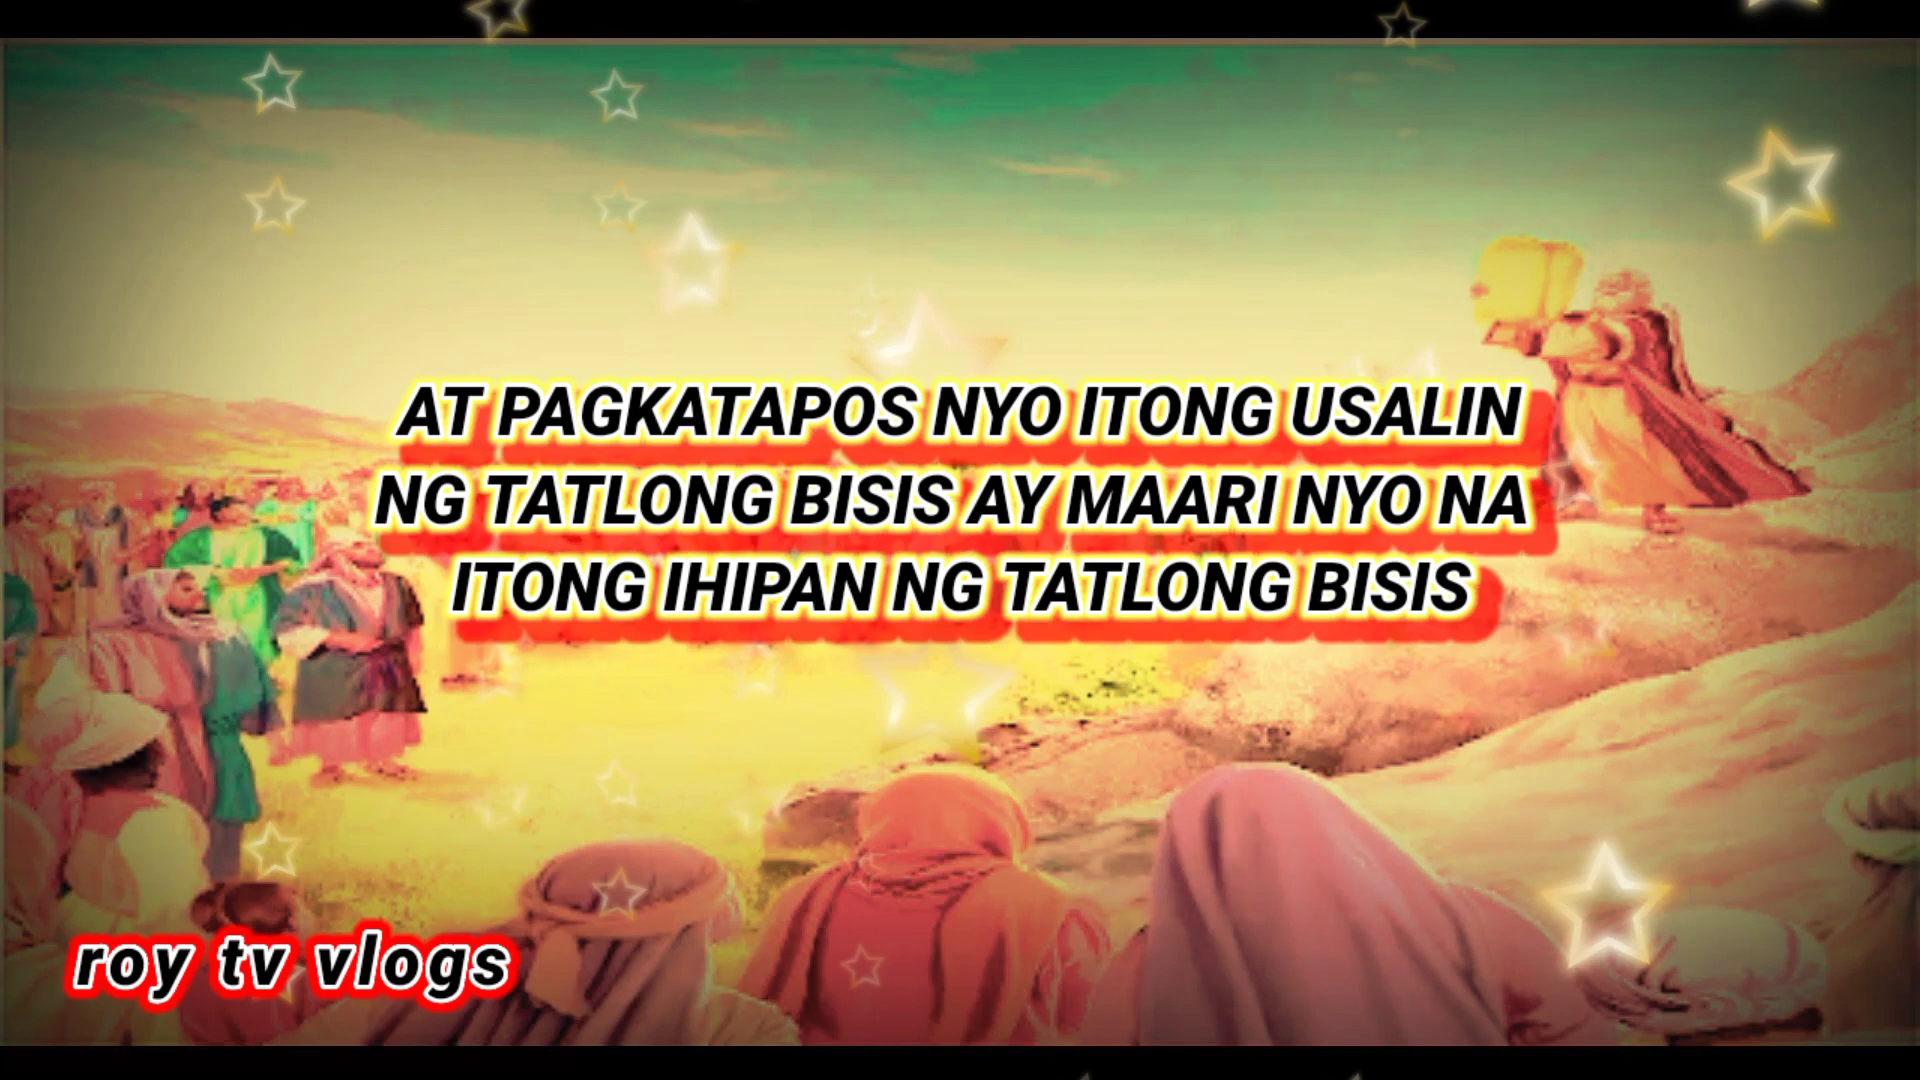 AT PAGKATAPOS NYO ITONG USALIN
NG TATLONG BISIS AY MAARI NYO NA
ITONG IHIPAN NG TATLONG BISIS
roy tv vlogs